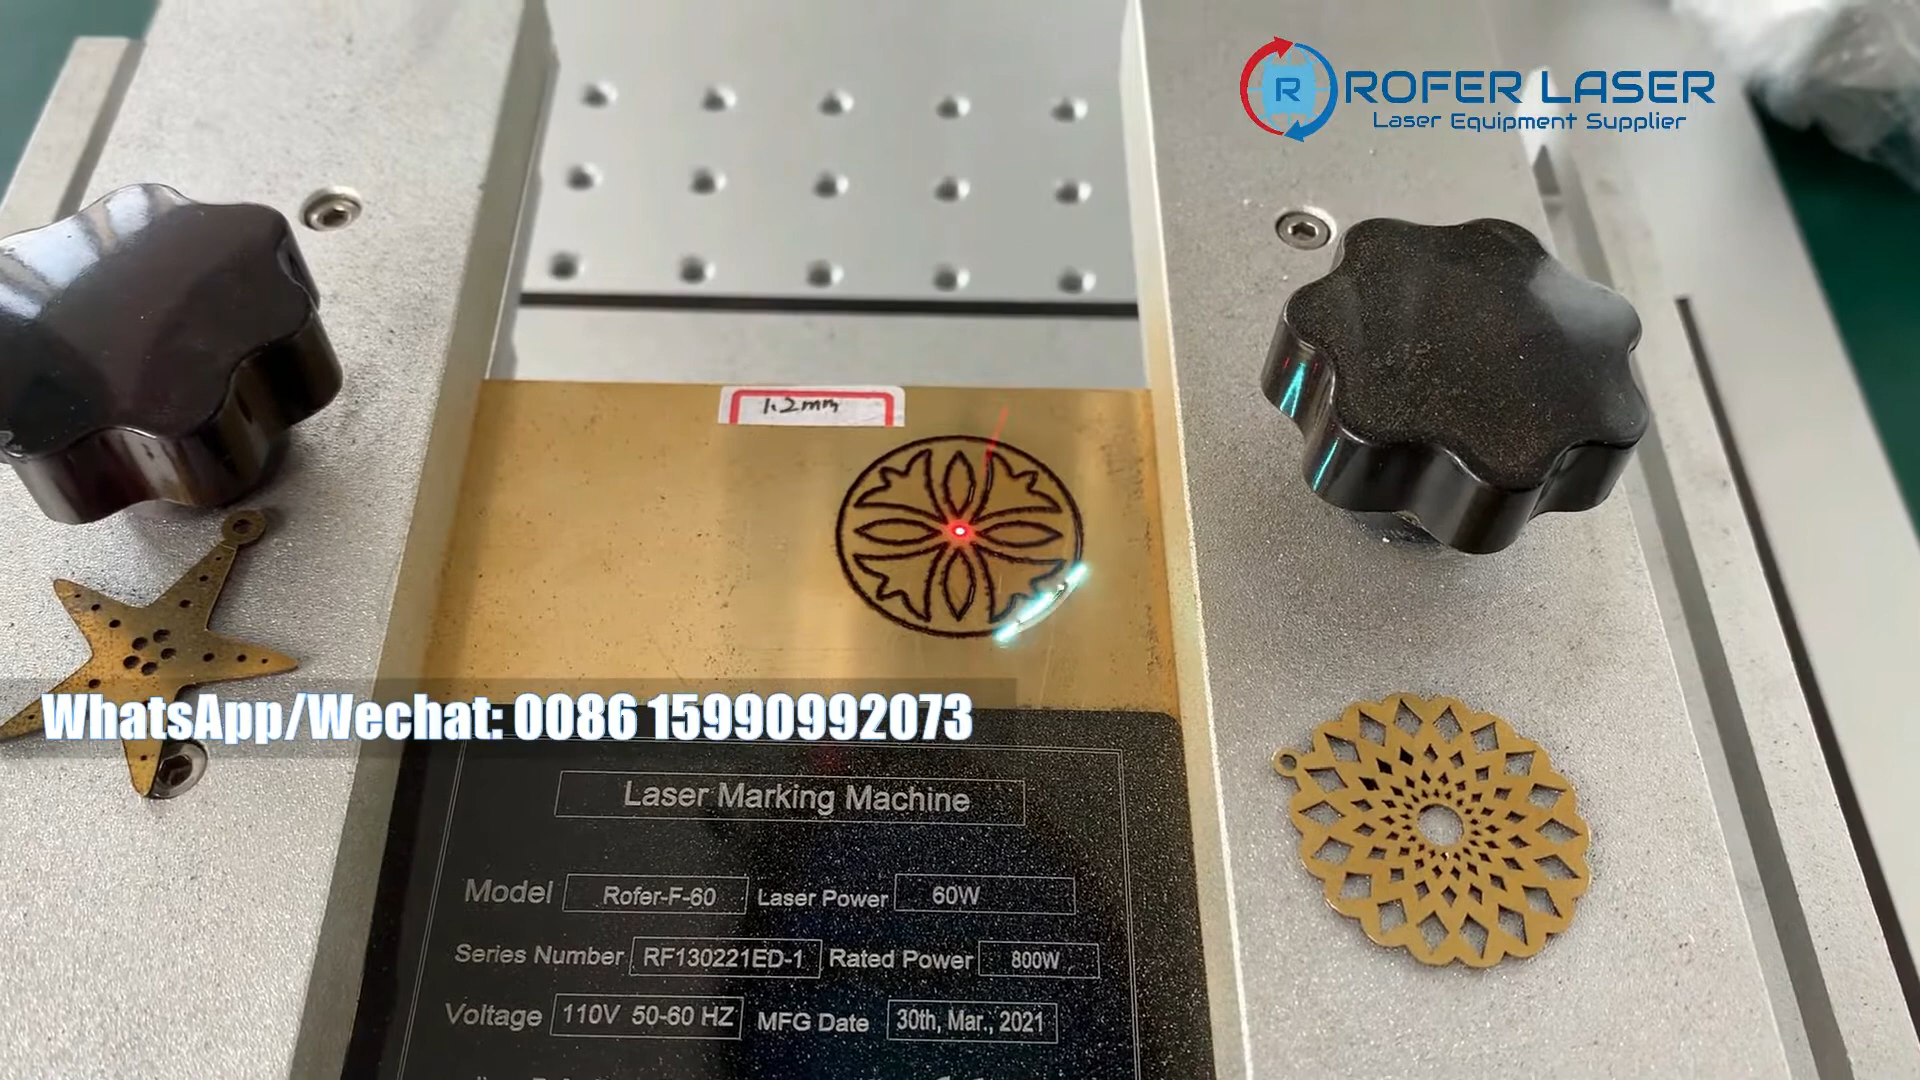 R ROFER LASER
Laser Equipment Supplier
1.2mm
WhatsApp/Wechat: 0086 15990992073
Laser Marking Machine
Model Rofer-F-60 Laser Power 60W
Series Number RF130221ED-1 Rated Power 800W
Voltage 110V 50-60 HZ MFG Date 30th, Mar., 2021